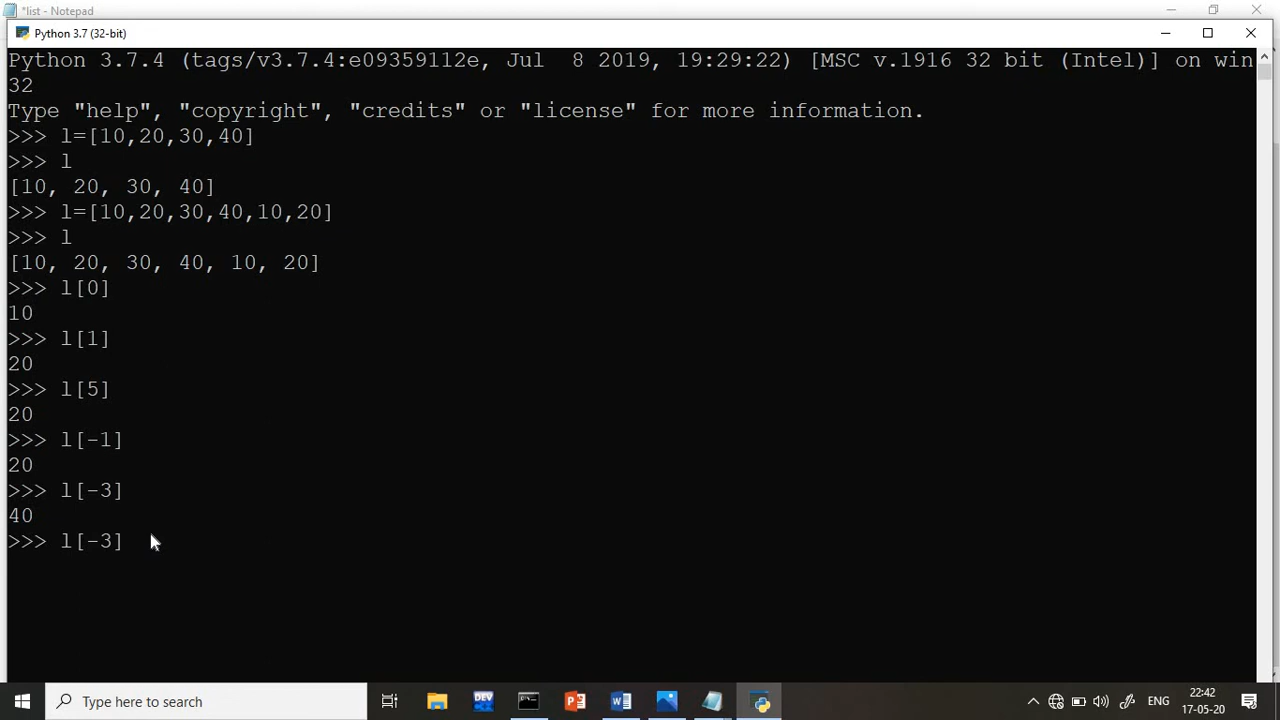 *list - Notepad
Python 3.7 (32-bit)
Python 3.7.4 (tags/v3.7.4:e09359112e, Jul  8 2019, 19:29:22) [MSC v.1916 32 bit (Intel)] on win
32
Type "help", "copyright", "credits" or "license" for more information.
>>> l=[10,20,30,40]
>>> l
[10, 20, 30, 40]
>>> l=[10,20,30,40,10,20]
>>> l
[10, 20, 30, 40, 10, 20]
>>> l[0]
10
>>> l[1]
20
>>> l[5]
20
>>> l[-1]
20
>>> l[-3]
40
>>> l[-3]
Type here to search
ENG
22:42
17-05-20